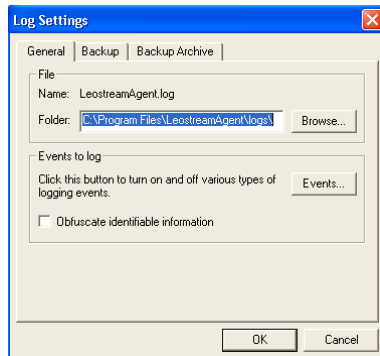 Log Settings
General Backup Backup Archive
File
Name: LeostreamAgent.log
Folder: C:\Program Files\LeostreamAgent\logs\ Browse...
Events to log
Click this button to turn on and off various types of Events...
logging events.
Obfuscate identifiable information
OK Cancel